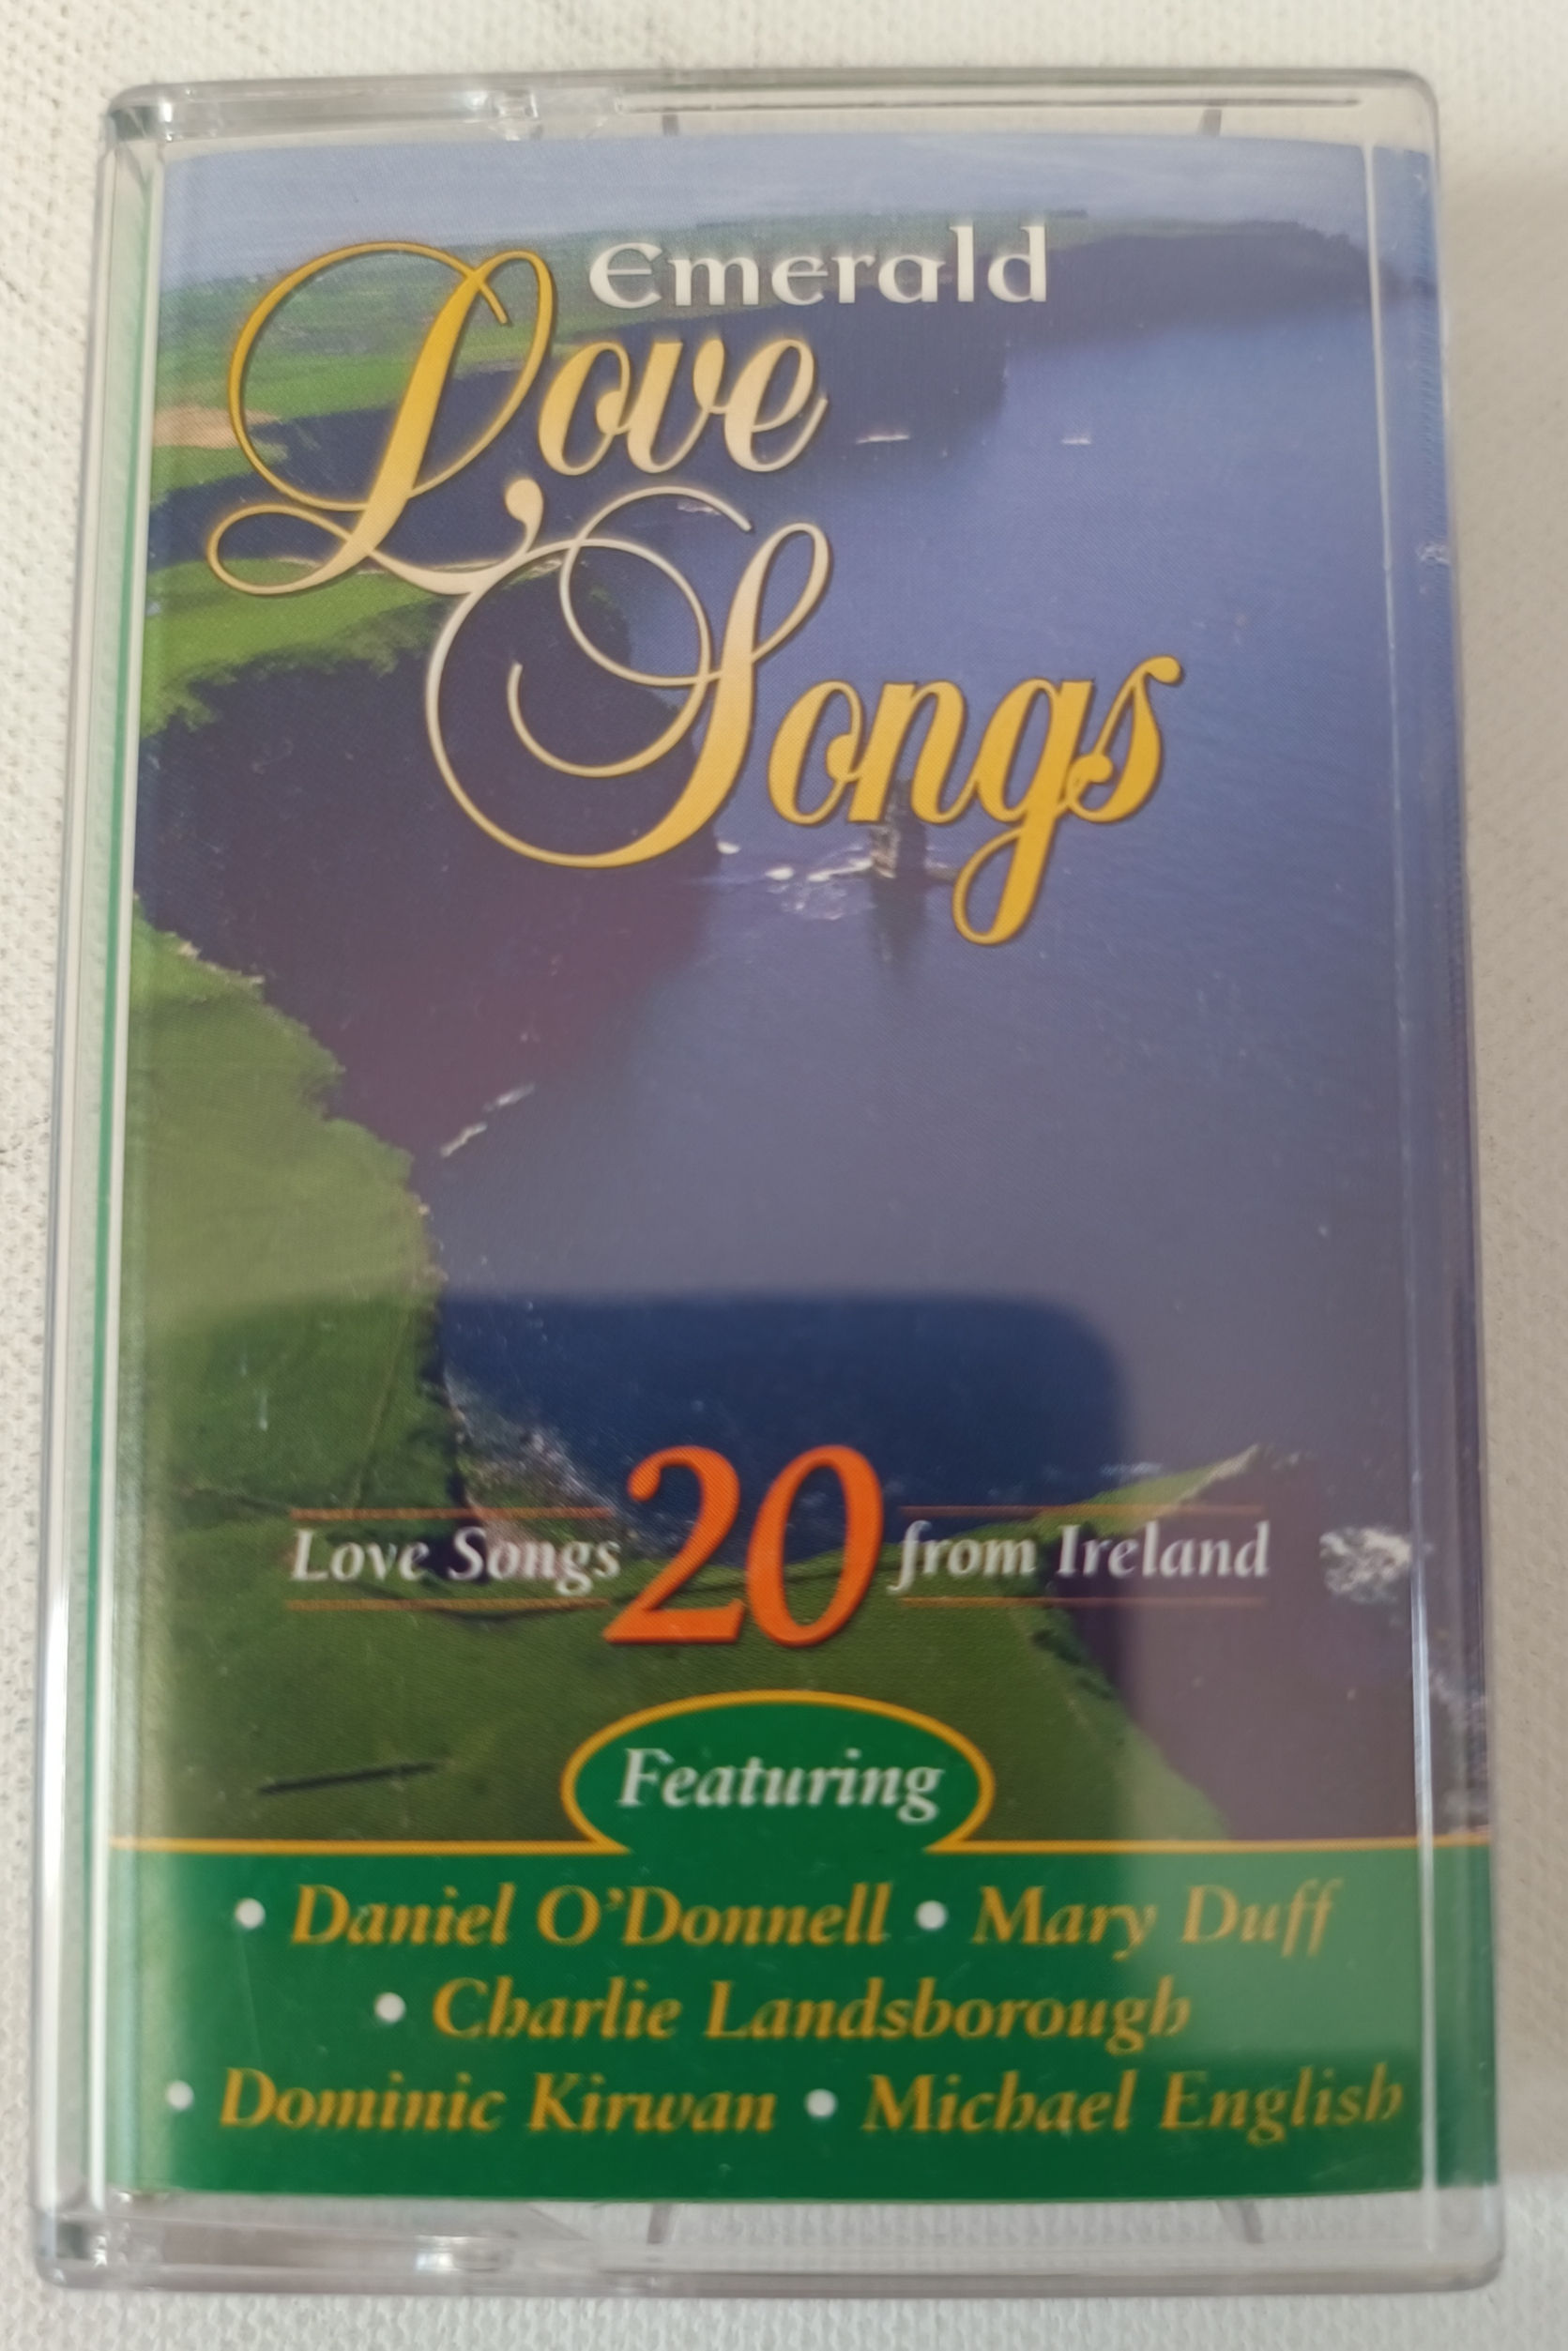 Emerald
Love
Songs
Love Songs 20 from Ireland
Featuring
• Daniel O'Donnell • Mary Duff
• Charlie Landsborough
• Dominic Kirwan • Michael English